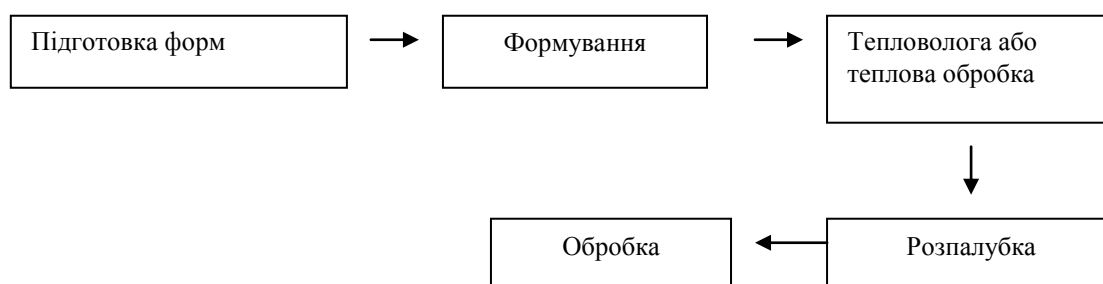 Підготовка форм
Формування
Тепловолога або
теплова обробка
Розпалубка
Обробка